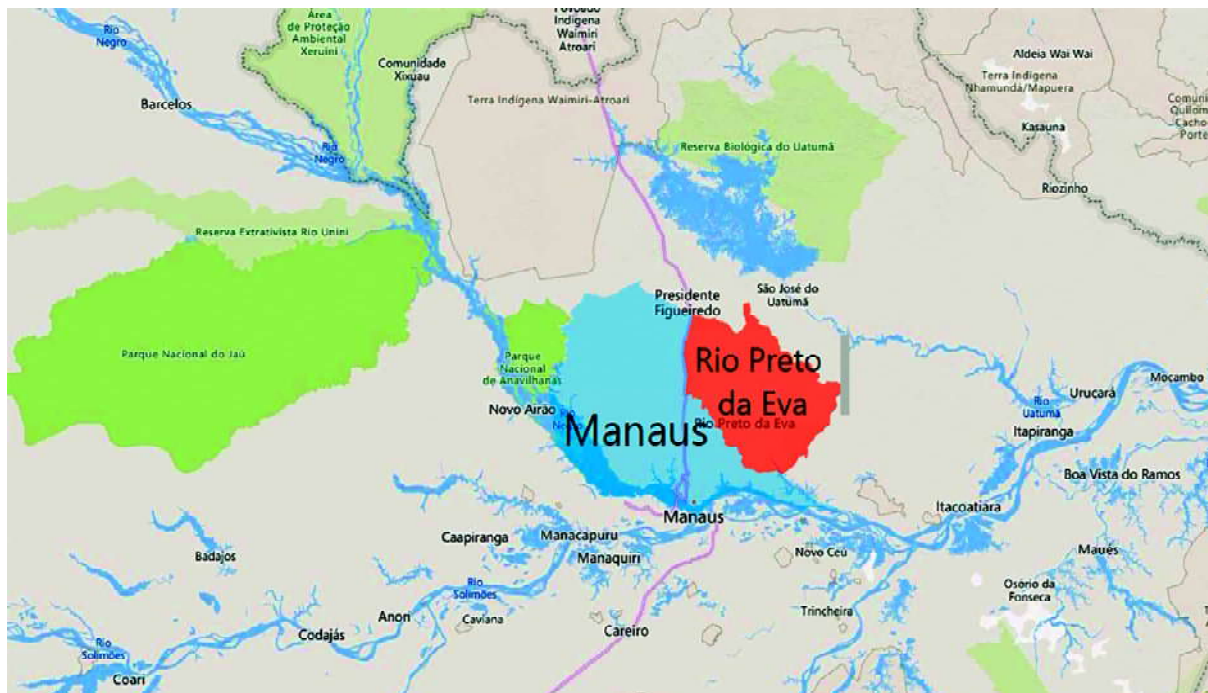 Rio
Negro
Área
de Proteção
Ambiental
Xeruini
Comunidade
Xixuau
Povoado
Indígena
Waimiri
Atroari
Aldeia Wai Wai
Terra Indígena
Nhamundá/Mapuera
Kasauna
Riozinho
Barcelos
Terra Indígena Waimiri-Atroari
Rio
Negro
Reserva Biológica do Uatumã
Reserva Extrativista Rio Unini
Parque Nacional do Jaú
Presidente
Figueiredo
São José do
Uatumã
Parque
Nacional
de Anavilhanas
Novo Airão
Rio
Manaus
Rio Preto
da Eva
Rio Preto da Eva
Rio
Uatumã
Uruçará
Mocambo
Itapiranga
Boa Vista do Ramos
Itacoatiara
Manaus
Caapiranga
Manacapuru
Manaquiri
Novo Ceú
Maués
Badajos
Rio
Solimões
Anori
Caviana
Codajás
Careiro
Trincheira
Osório da
Fonseca
Rio
Solimões
Coari